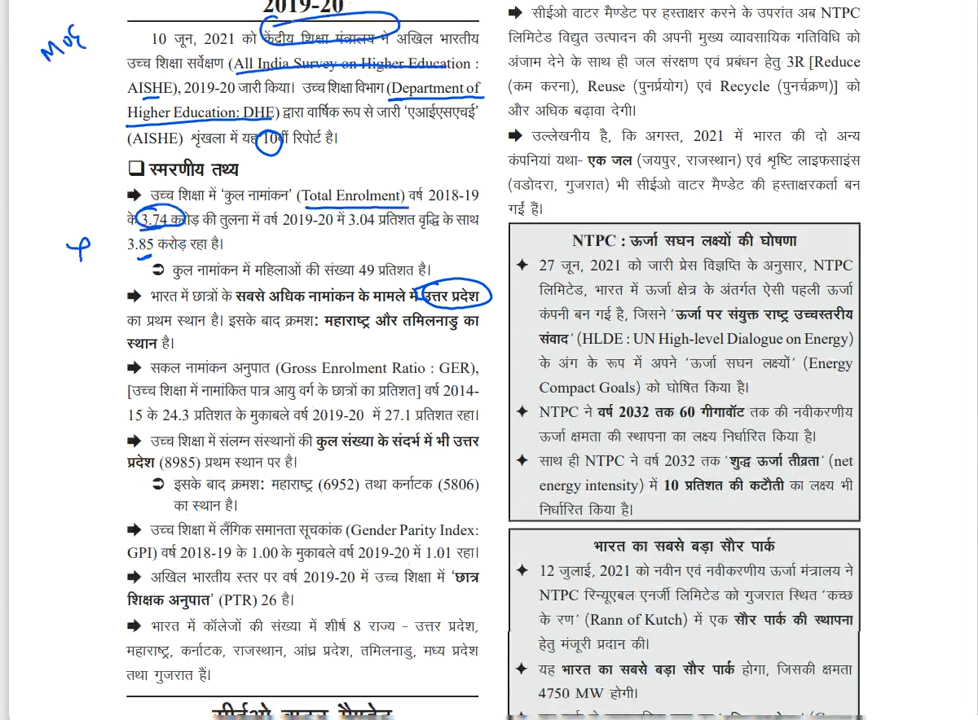 2019-20
MoE
10 जून, 2021 को केंद्रीय शिक्षा मंत्रालय ने अखिल भारतीय
उच्च शिक्षा सर्वेक्षण (All India Survey on Higher Education :
AISHE), 2019-20 जारी किया। उच्च शिक्षा विभाग (Department of
Higher Education: DHE) द्वारा वार्षिक रूप से जारी 'एआईएसएचई'
(AISHE) शृंखला में यह 10वीं रिपोर्ट है।
स्मरणीय तथ्य
उच्च शिक्षा में 'कुल नामांकन' (Total Enrolment) वर्ष 2018-19
के 3.74 करोड़ की तुलना में वर्ष 2019-20 में 3.04 प्रतिशत वृद्धि के साथ
3.85 करोड़ रहा है।
कुल नामांकन में महिलाओं की संख्या 49 प्रतिशत है।
भारत में छात्रों के सबसे अधिक नामांकन के मामले में उत्तर प्रदेश
का प्रथम स्थान है। इसके बाद क्रमश: महाराष्ट्र और तमिलनाडु का
स्थान है।
सकल नामांकन अनुपात (Gross Enrolment Ratio : GER),
[उच्च शिक्षा में नामांकित पात्र आयु वर्ग के छात्रों का प्रतिशत] वर्ष 2014-
15 के 24.3 प्रतिशत के मुकाबले वर्ष 2019-20 में 27.1 प्रतिशत रहा।
उच्च शिक्षा में संलग्न संस्थानों की कुल संख्या के संदर्भ में भी उत्तर
प्रदेश (8985) प्रथम स्थान पर है।
इसके बाद क्रमश: महाराष्ट्र (6952) तथा कर्नाटक (5806)
का स्थान है।
उच्च शिक्षा में लैंगिक समानता सूचकांक (Gender Parity Index:
GPI) वर्ष 2018-19 के 1.00 के मुकाबले वर्ष 2019-20 में 1.01 रहा।
अखिल भारतीय स्तर पर वर्ष 2019-20 में उच्च शिक्षा में 'छात्र
शिक्षक अनुपात' (PTR) 26 है।
भारत में कॉलेजों की संख्या में शीर्ष 8 राज्य - उत्तर प्रदेश,
महाराष्ट्र, कर्नाटक, राजस्थान, आंध्र प्रदेश, तमिलनाडु, मध्य प्रदेश
तथा गुजरात हैं।
सीईओ वाटर मैण्डेट
सीईओ वाटर मैण्डेट पर हस्ताक्षर करने के उपरांत अब NTPC
लिमिटेड विद्युत उत्पादन की अपनी मुख्य व्यावसायिक गतिविधि को
अंजाम देने के साथ ही जल संरक्षण एवं प्रबंधन हेतु 3R [Reduce
(कम करना), Reuse (पुनर्प्रयोग) एवं Recycle (पुनर्चक्रण)] को
और अधिक बढ़ावा देगी।
उल्लेखनीय है, कि अगस्त, 2021 में भारत की दो अन्य
कंपनियां यथा- एक जल (जयपुर, राजस्थान) एवं शृष्टि लाइफसाइंस
(वडोदरा, गुजरात) भी सीईओ वाटर मैण्डेट की हस्ताक्षरकर्ता बन
गईं हैं।
NTPC : ऊर्जा सघन लक्ष्यों की घोषणा
27 जून, 2021 को जारी प्रेस विज्ञप्ति के अनुसार, NTPC
लिमिटेड, भारत में ऊर्जा क्षेत्र के अंतर्गत ऐसी पहली ऊर्जा
कंपनी बन गई है, जिसने 'ऊर्जा पर संयुक्त राष्ट्र उच्चस्तरीय
संवाद' (HLDE : UN High-level Dialogue on Energy)
के अंग के रूप में अपने 'ऊर्जा सघन लक्ष्यों' (Energy
Compact Goals) को घोषित किया है।
NTPC ने वर्ष 2032 तक 60 गीगावॉट तक की नवीकरणीय
ऊर्जा क्षमता की स्थापना का लक्ष्य निर्धारित किया है।
साथ ही NTPC ने वर्ष 2032 तक 'शुद्ध ऊर्जा तीव्रता' (net
energy intensity) में 10 प्रतिशत की कटौती का लक्ष्य भी
निर्धारित किया है।
भारत का सबसे बड़ा सौर पार्क
12 जुलाई, 2021 को नवीन एवं नवीकरणीय ऊर्जा मंत्रालय ने
NTPC रिन्यूएबल एनर्जी लिमिटेड को गुजरात स्थित 'कच्छ
के रण' (Rann of Kutch) में एक सौर पार्क की स्थापना
हेतु मंजूरी प्रदान की।
यह भारत का सबसे बड़ा सौर पार्क होगा, जिसकी क्षमता
4750 MW होगी।